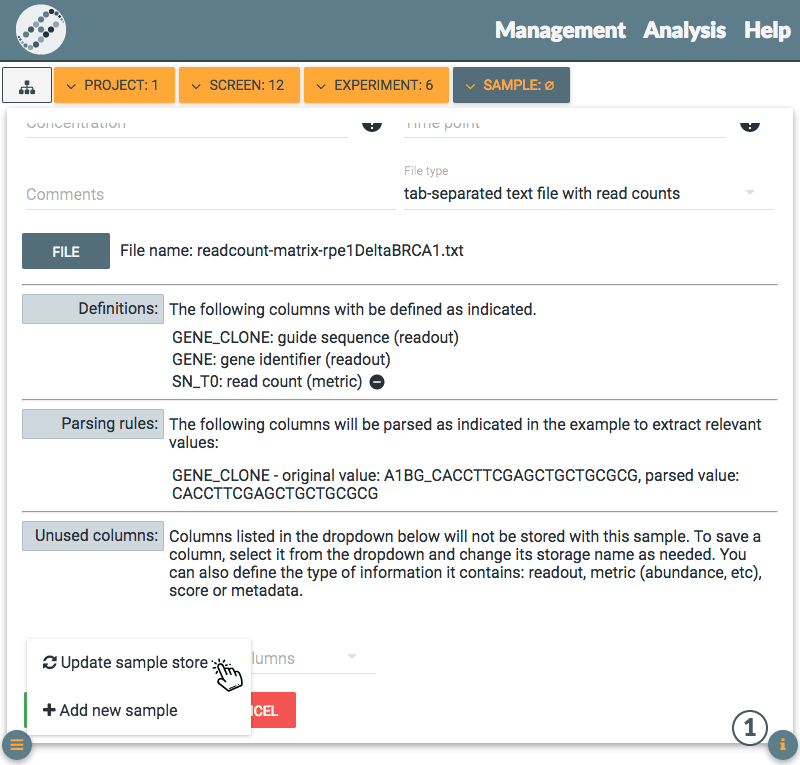 Management Analysis Help
PROJECT: 1 SCREEN: 12 EXPERIMENT: 6 SAMPLE: ∅
Concentration Time point
File type
Comments tab-separated text file with read counts
FILE File name: readcount-matrix-rpe1DeltaBRCA1.txt
Definitions: The following columns with be defined as indicated.
GENE_CLONE: guide sequence (readout)
GENE: gene identifier (readout)
SN_T0: read count (metric)
Parsing rules: The following columns will be parsed as indicated in the example to extract relevant
values:
GENE_CLONE - original value: A1BG_CACCTTCGAGCTGCTGCGCG, parsed value:
CACCTTCGAGCTGCTGCGCG
Unused columns: Columns listed in the dropdown below will not be stored with this sample. To save a
column, select it from the dropdown and change its storage name as needed. You
can also define the type of information it contains: readout, metric (abundance, etc),
score or metadata.
Update sample store lumns
Add new sample CEL
1 i